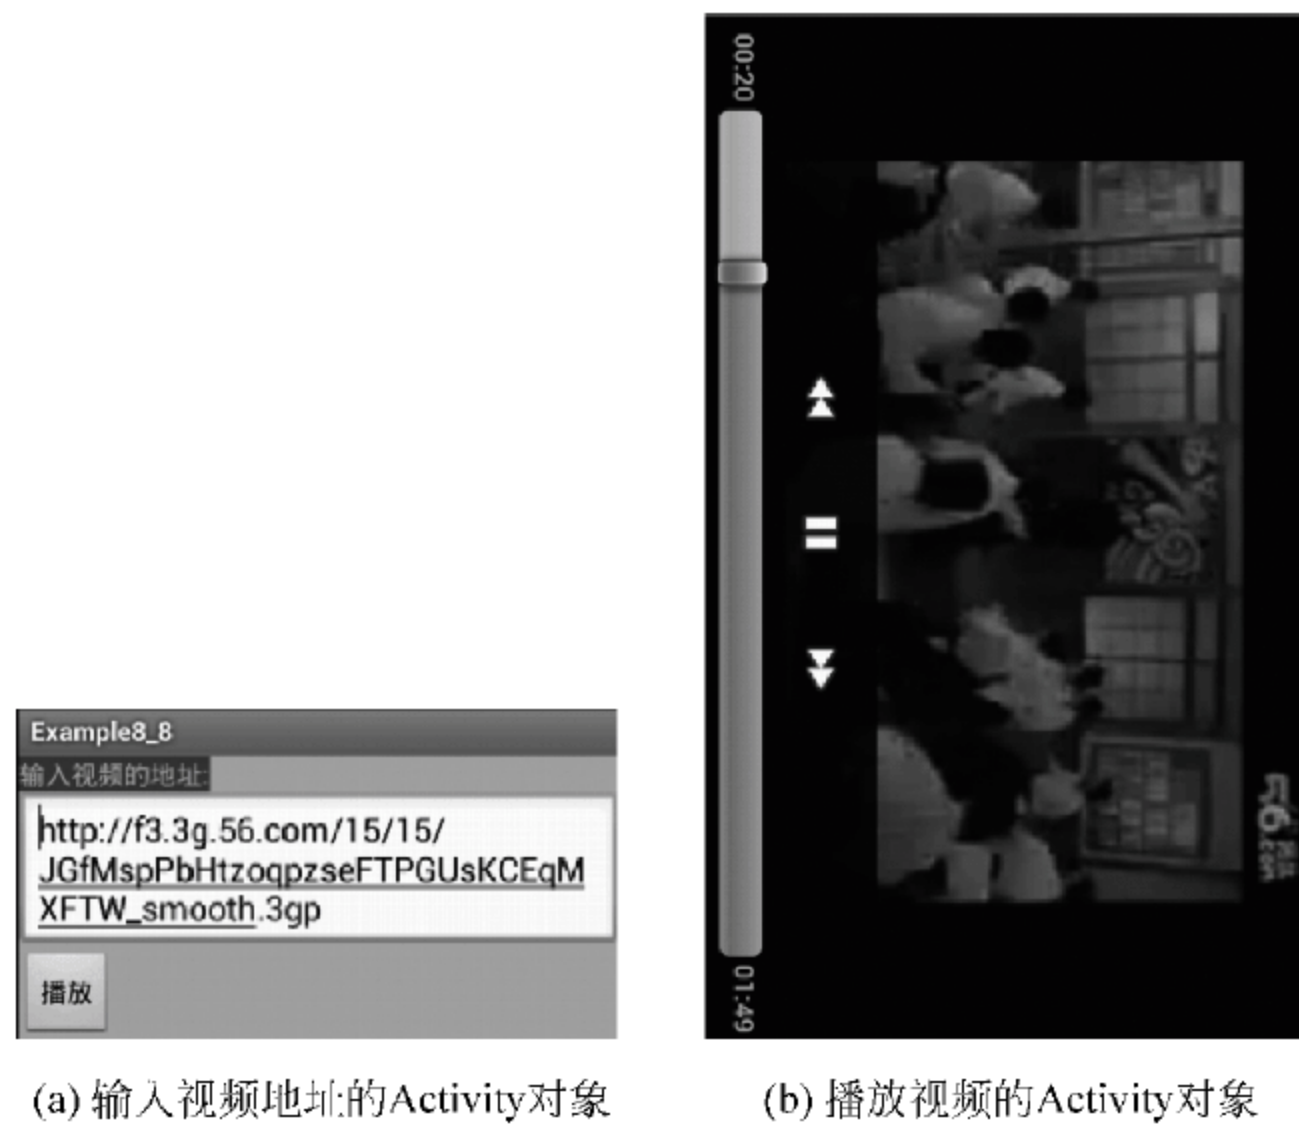 Example8_8
输入视频的地址:
http://f3.3g.56.com/15/15/
JGfMspPbHtzoqpzseFTPGUsKCEqM
XFTW_smooth.3gp
播放
(a) 输入视频地址的Activity对象
00:20
01:49
56.com
(b) 播放视频的Activity对象